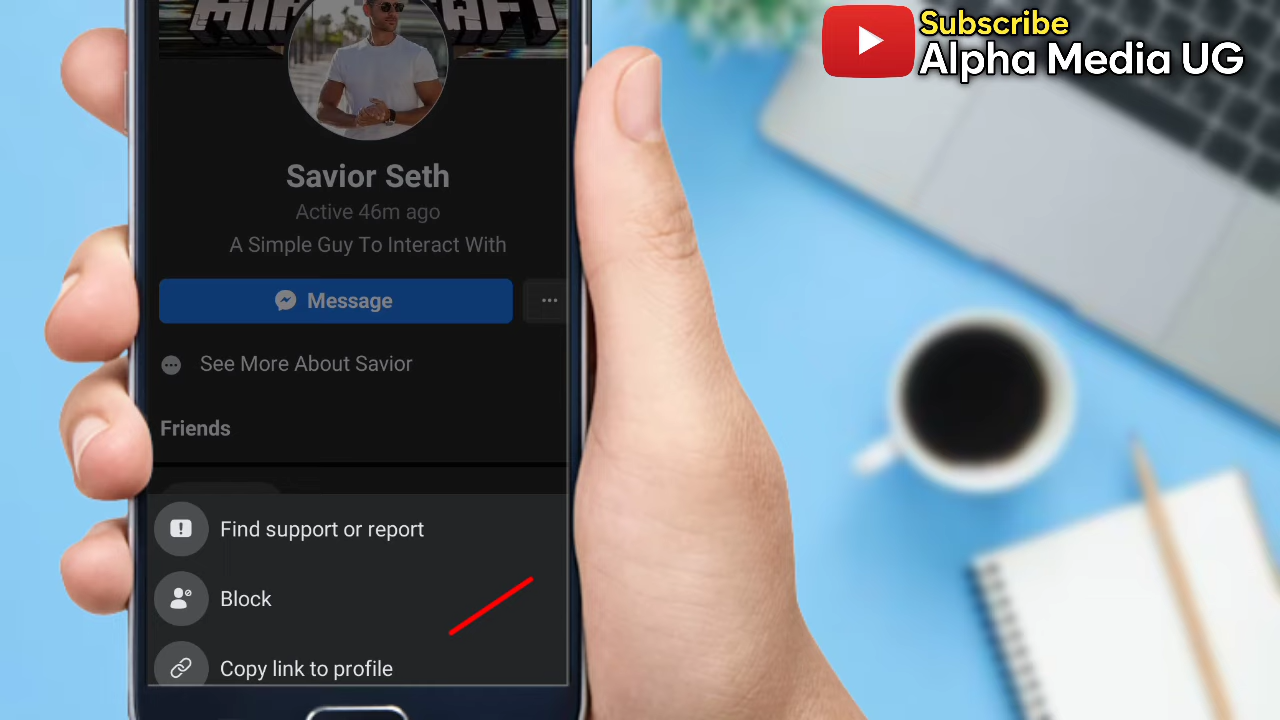 Subscribe
Alpha Media UG
Savior Seth
Active 46m ago
A Simple Guy To Interact With
Message
See More About Savior
Friends
Find support or report
Block
Copy link to profile